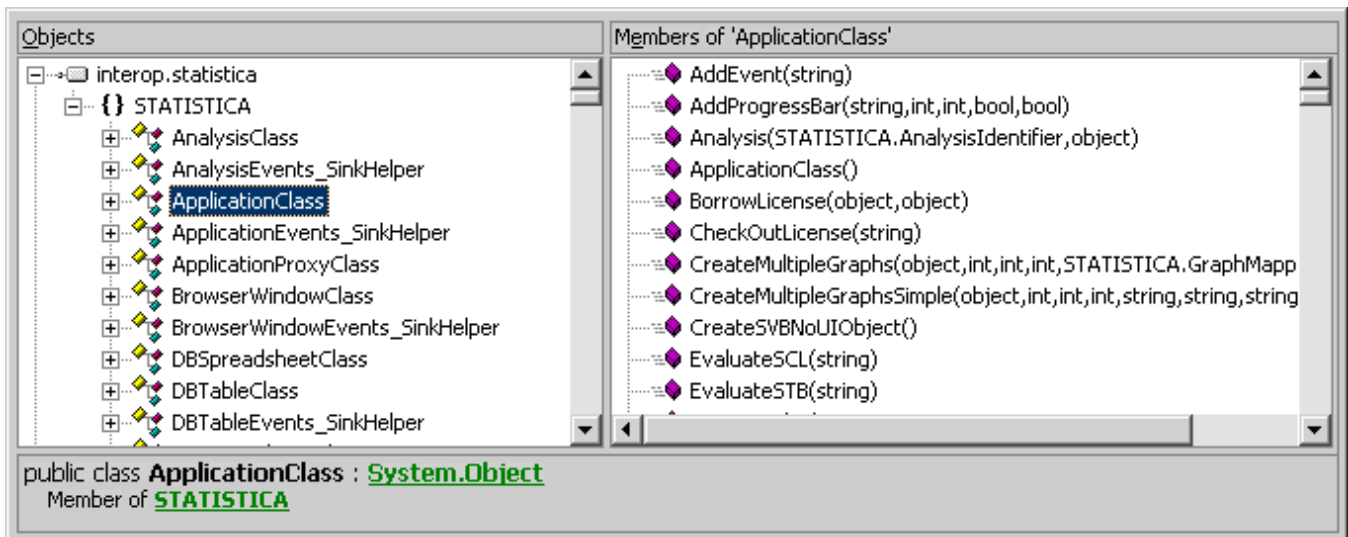 Objects
interop.statistica
{} STATISTICA
AnalysisClass
AnalysisEvents_SinkHelper
ApplicationClass
ApplicationEvents_SinkHelper
ApplicationProxyClass
BrowserWindowClass
BrowserWindowEvents_SinkHelper
DBSpreadsheetClass
DBTableClass
DBTableEvents_SinkHelper
Members of 'ApplicationClass'
AddEvent(string)
AddProgressBar(string,int,int,bool,bool)
Analysis(STATISTICA.AnalysisIdentifier,object)
ApplicationClass()
BorrowLicense(object,object)
CheckOutLicense(string)
CreateMultipleGraphs(object,int,int,int,STATISTICA.GraphMapp
CreateMultipleGraphsSimple(object,int,int,int,string,string,string
CreateSVBNoUIObject()
EvaluateSCL(string)
EvaluateSTB(string)
public class ApplicationClass : System.Object
Member of STATISTICA